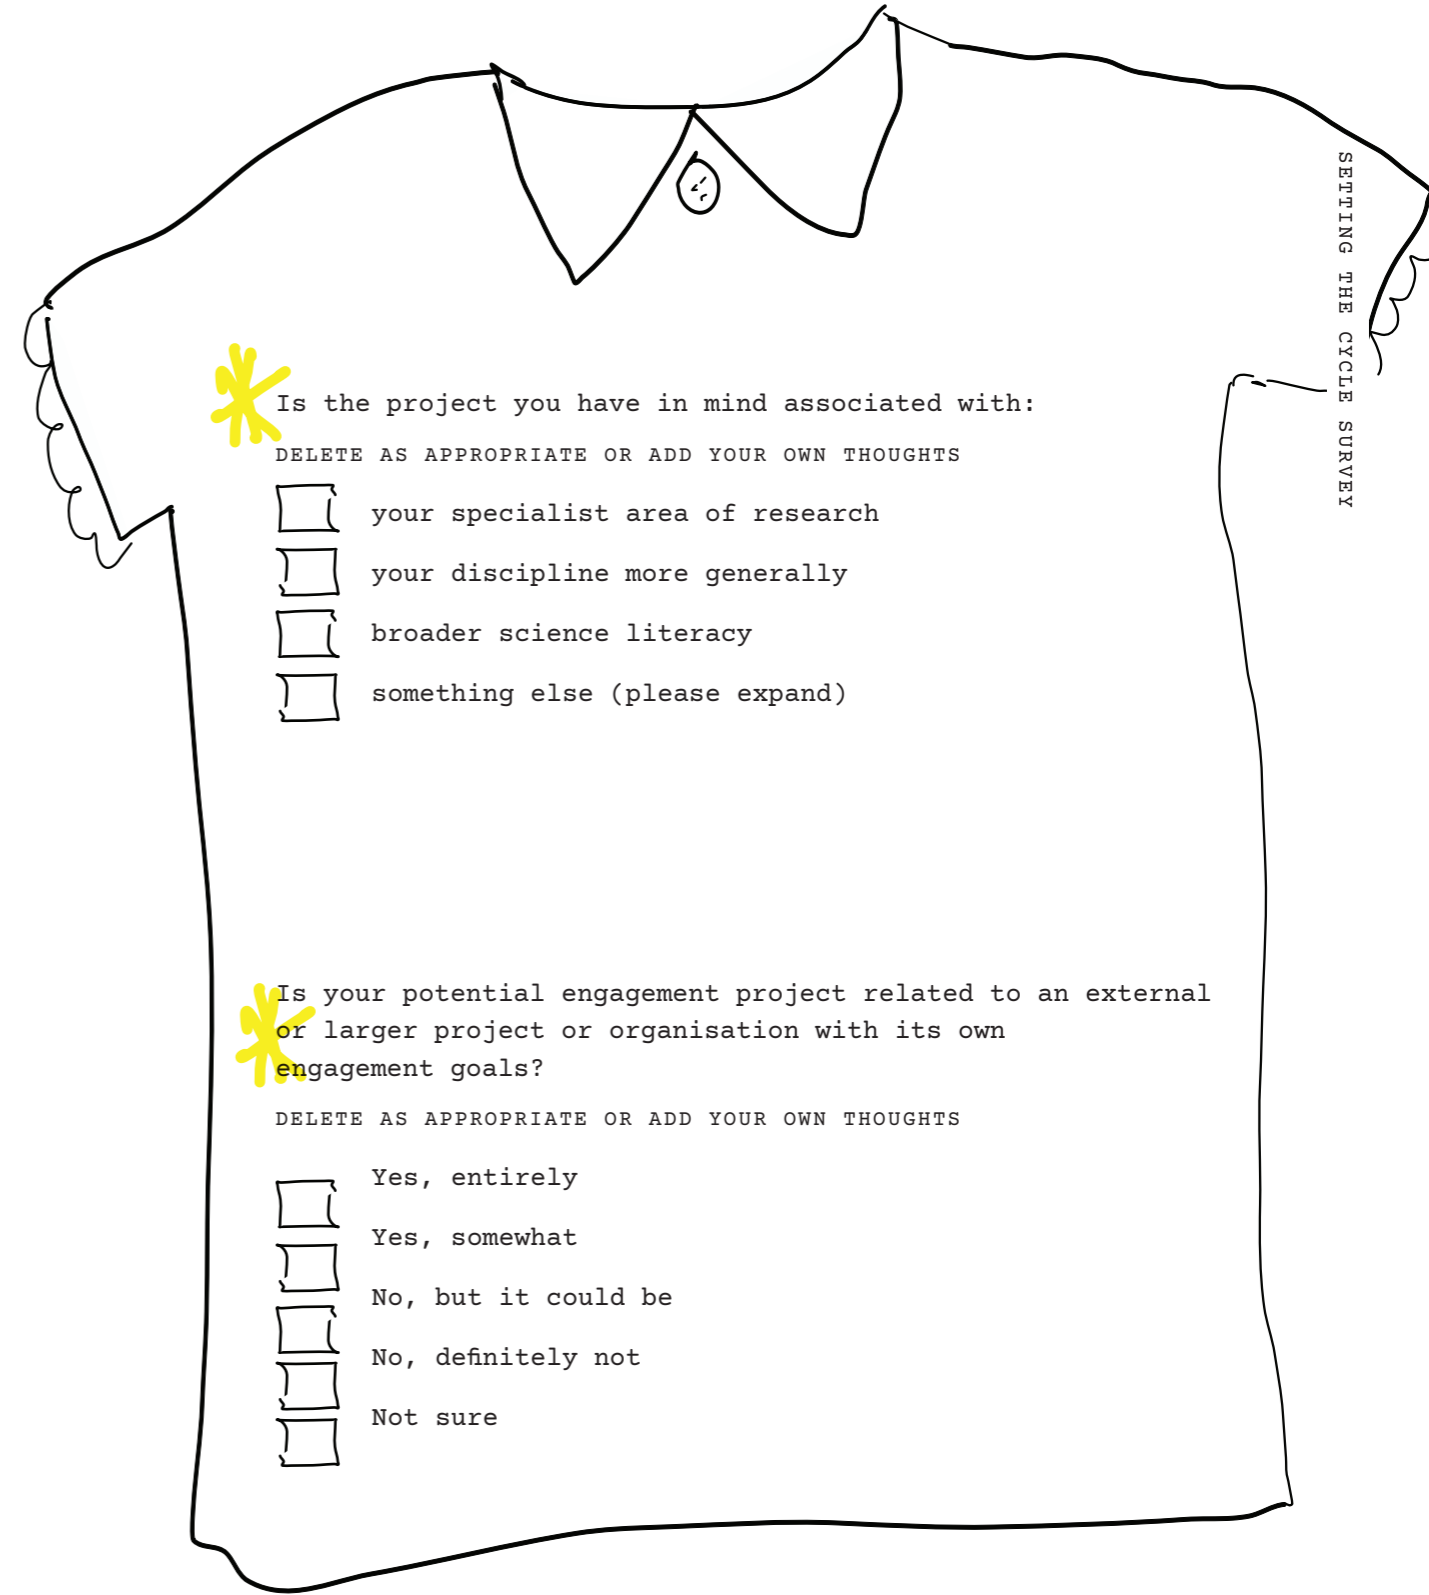 SETTING THE CYCLE SURVEY
Is the project you have in mind associated with:
DELETE AS APPROPRIATE OR ADD YOUR OWN THOUGHTS
your specialist area of research
your discipline more generally
broader science literacy
something else (please expand)
Is your potential engagement project related to an external
or larger project or organisation with its own
engagement goals?
DELETE AS APPROPRIATE OR ADD YOUR OWN THOUGHTS
Yes, entirely
Yes, somewhat
No, but it could be
No, definitely not
Not sure